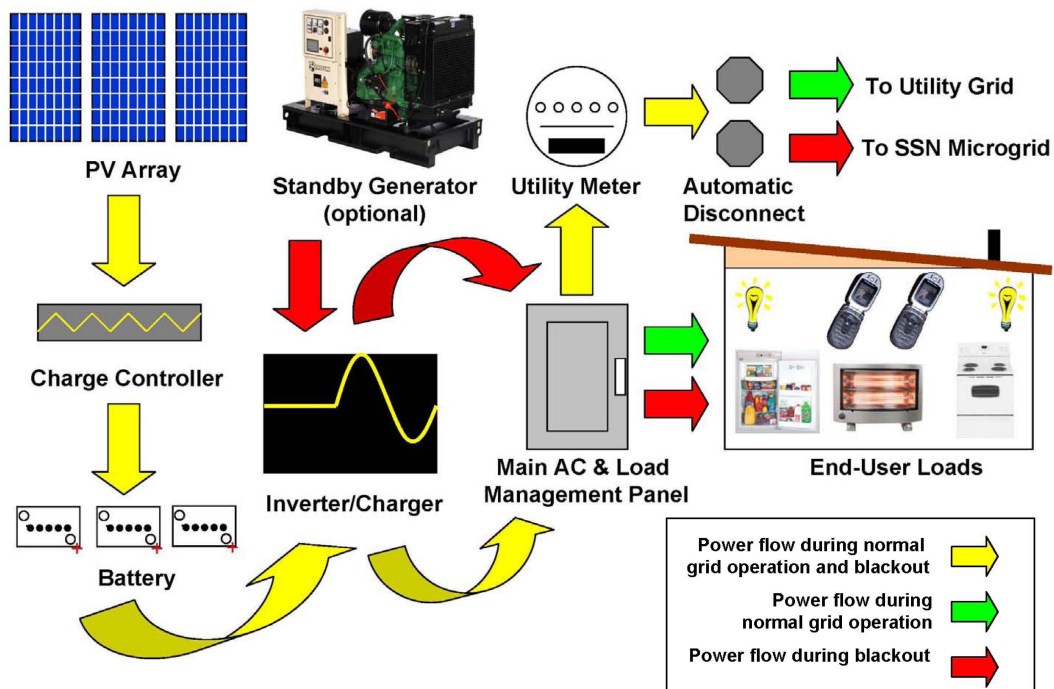 PV Array
Standby Generator
(optional)
Utility Meter
Automatic
Disconnect
To Utility Grid
To SSN Microgrid
Charge Controller
Inverter/Charger
Main AC & Load
Management Panel
End-User Loads
Battery
Power flow during normal
grid operation and blackout
Power flow during
normal grid operation
Power flow during blackout